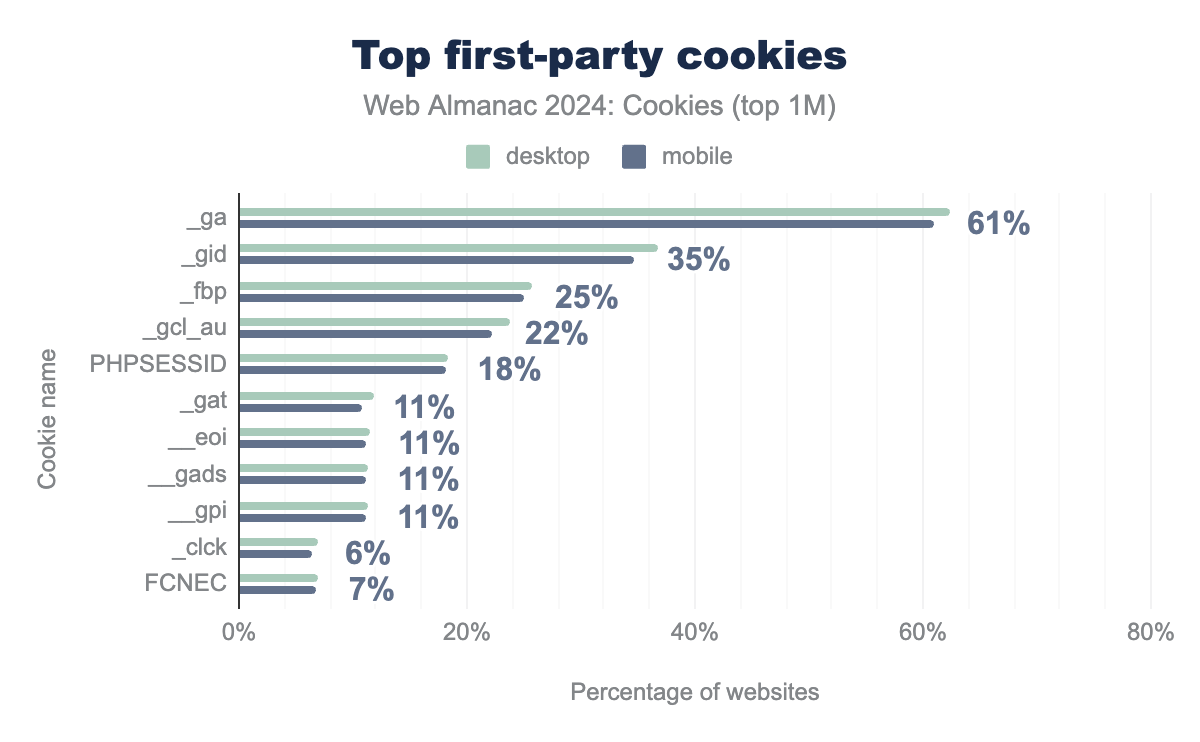 Top first-party cookies
Web Almanac 2024: Cookies (top 1M)
desktop mobile
Cookie name
_ga 61%
_gid 35%
_fbp 25%
_gcl_au 22%
PHPSESSID 18%
_gat 11%
__eoi 11%
__gads 11%
__gpi 11%
_clck 6%
FCNEC 7%
0% 20% 40% 60% 80%
Percentage of websites